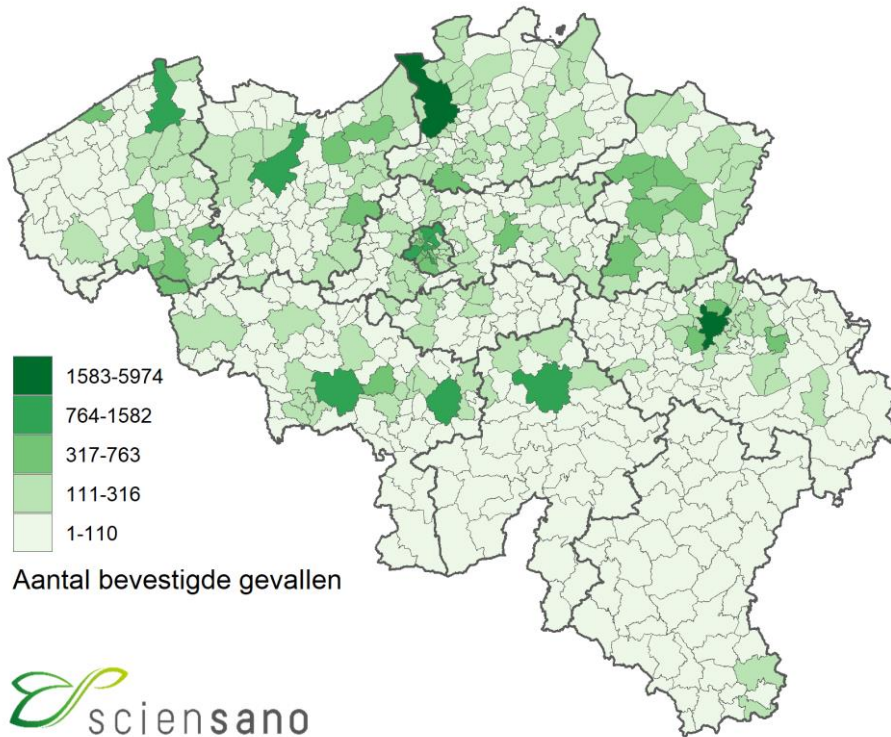 1583-5974
764-1582
317-763
111-316
1-110
Aantal bevestigde gevallen
sciensano